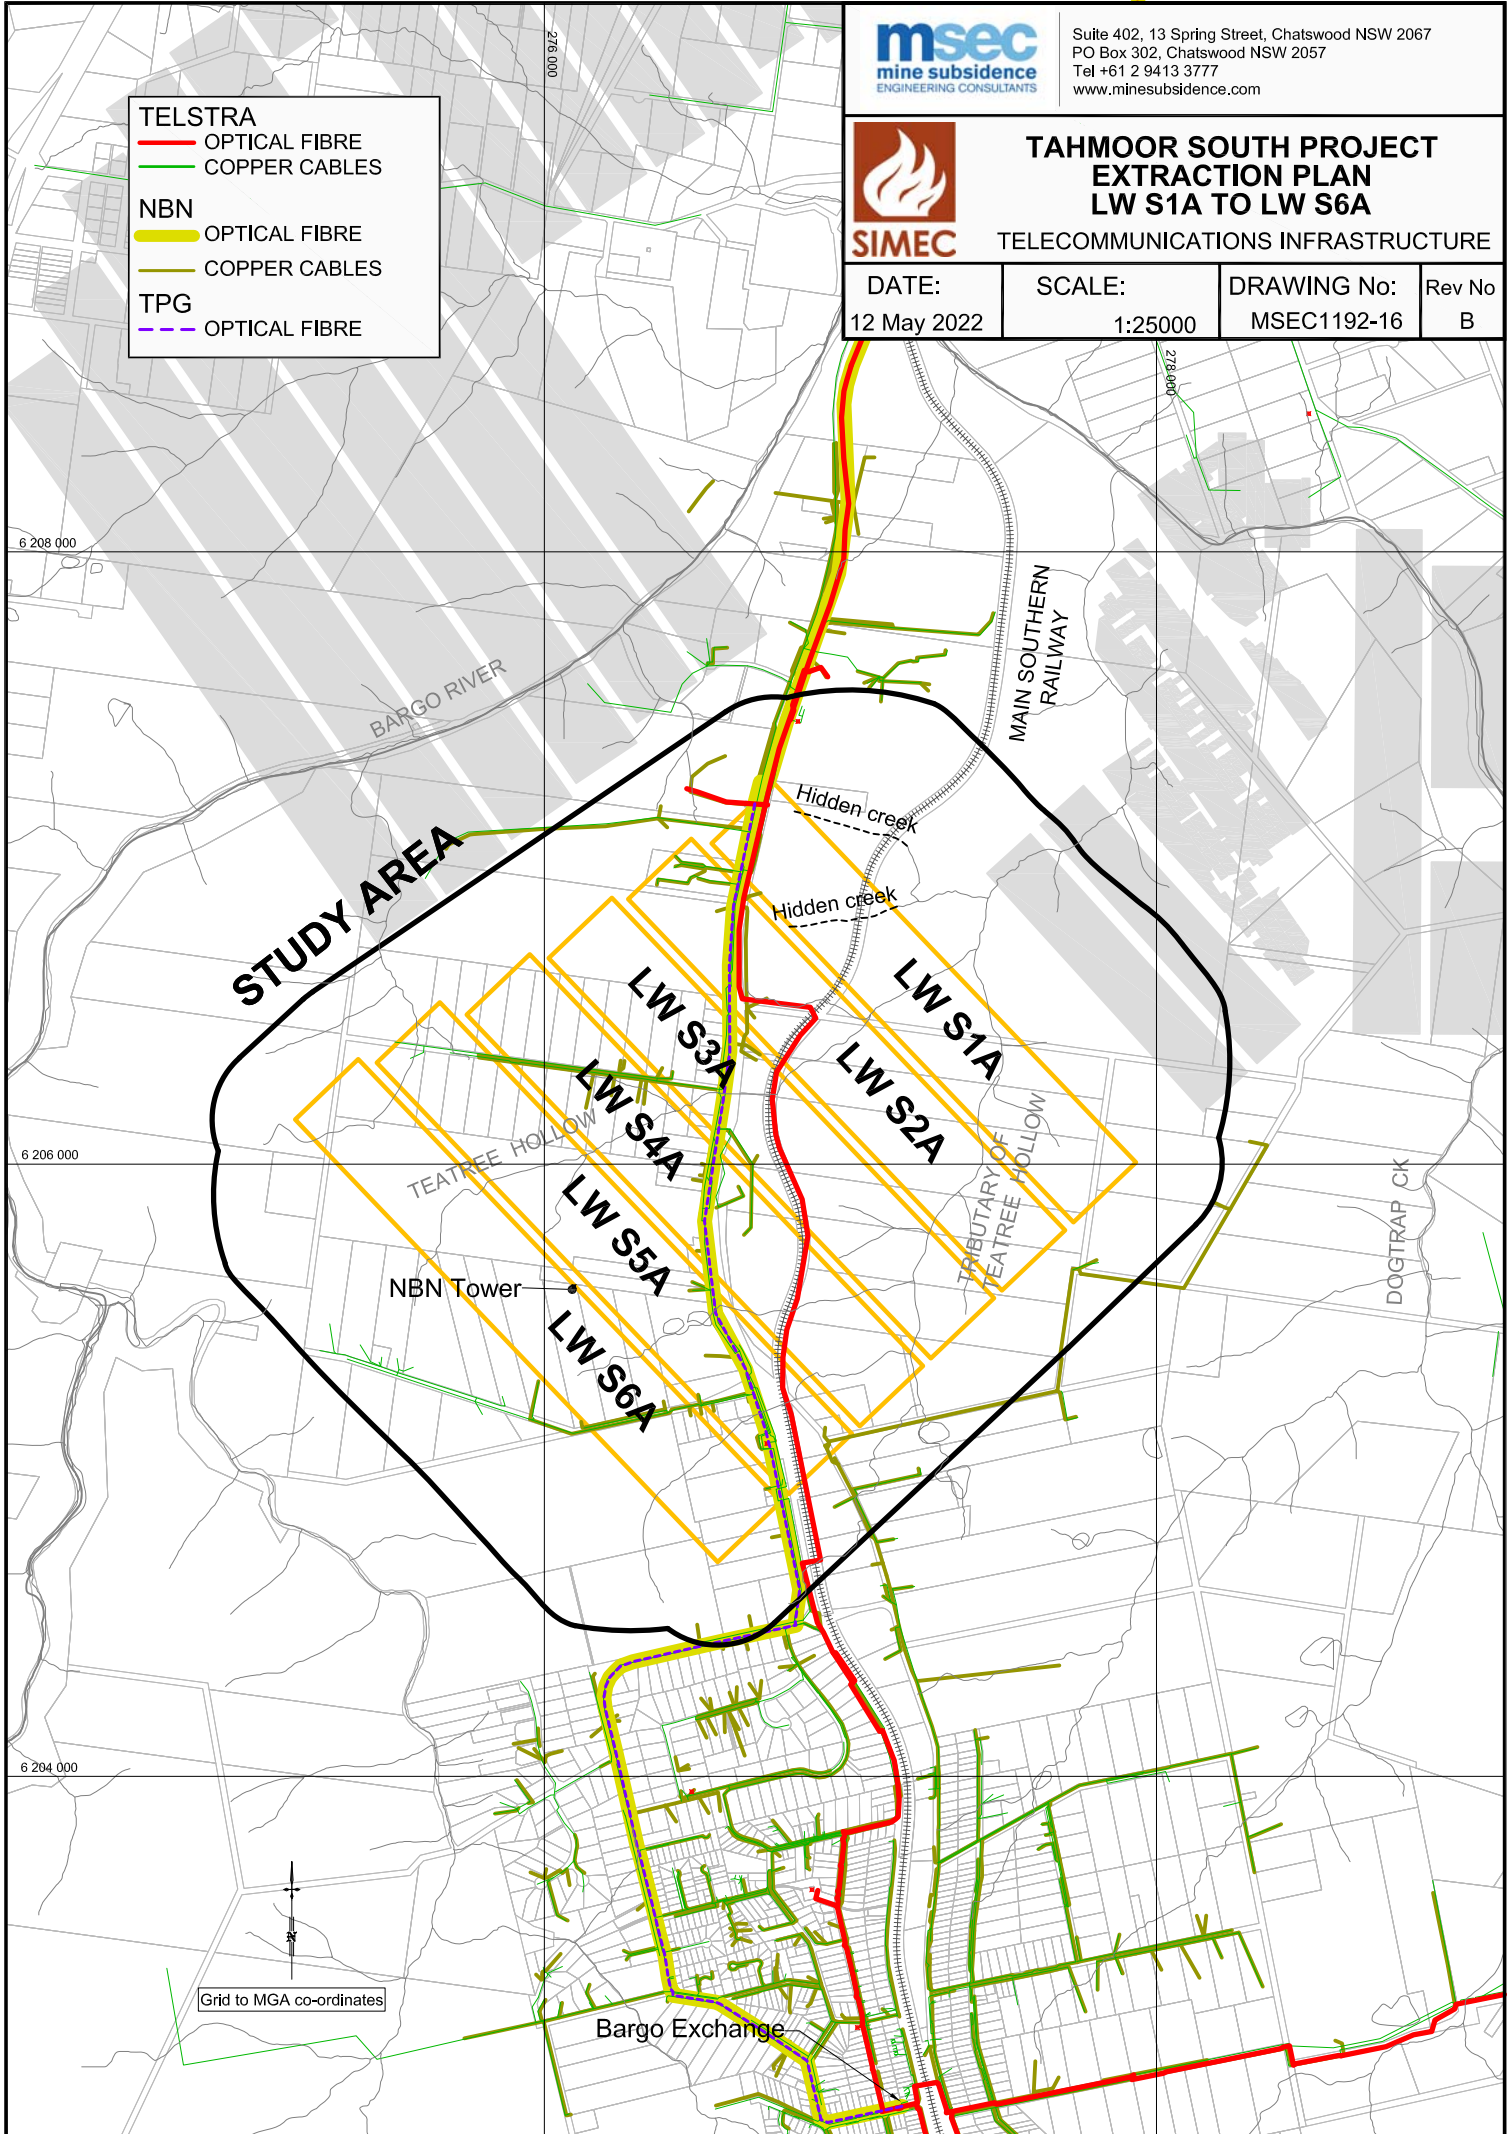 msec
mine subsidence
ENGINEERING CONSULTANTS
Suite 402, 13 Spring Street, Chatswood NSW 2067
PO Box 302, Chatswood NSW 2057
Tel +61 2 9413 3777
www.minesubsidence.com
SIMEC
TAHMOOR SOUTH PROJECT
EXTRACTION PLAN
LW S1A TO LW S6A
TELECOMMUNICATIONS INFRASTRUCTURE
DATE:
12 May 2022
SCALE:
1:25000
DRAWING No:
MSEC1192-16
Rev No
B
TELSTRA
OPTICAL FIBRE
COPPER CABLES
NBN
OPTICAL FIBRE
COPPER CABLES
TPG
OPTICAL FIBRE
276 000
278 000
6 208 000
MAIN SOUTHERN
RAILWAY
BARGO RIVER
Hidden creek
STUDY AREA
Hidden creek
LW S1A
LW S2A
LW S3A
LW S4A
LW S5A
LW S6A
6 206 000
TEATREE HOLLOW
TRIBUTARY OF
TEATREE HOLLOW
DOGTRAP CK
NBN Tower
6 204 000
N
Grid to MGA co-ordinates
Bargo Exchange